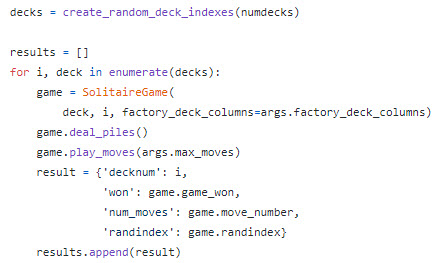 decks = create_random_deck_indexes(numdecks)
results = []
for i, deck in enumerate(decks):
    game = SolitaireGame(
        deck, i, factory_deck_columns=args.factory_deck_columns)
    game.deal_piles()
    game.play_moves(args.max_moves)
    result = {'decknum': i,
              'won': game.game_won,
              'num_moves': game.move_number,
              'randindex': game.randindex}
    results.append(result)